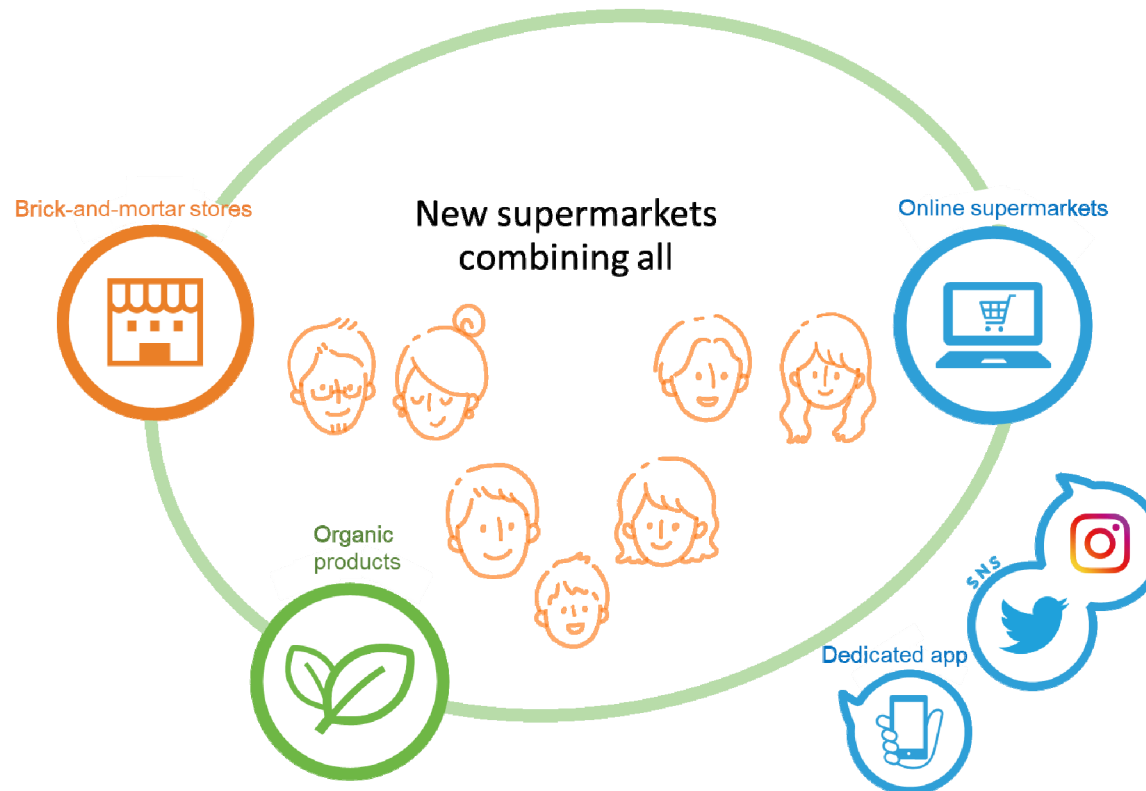 New supermarkets
combining all
Brick-and-mortar stores
Online supermarkets
Organic
products
SNS
Dedicated app